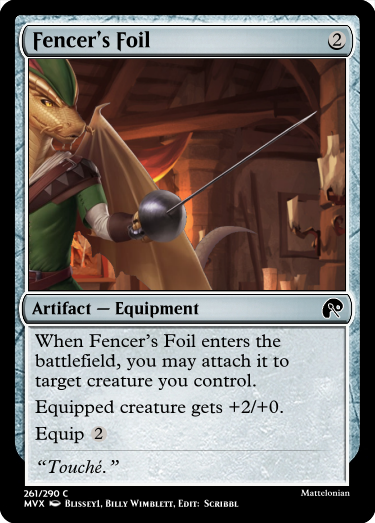 Fencer's Foil 2
Artifact — Equipment
When Fencer's Foil enters the
battlefield, you may attach it to
target creature you control.
Equipped creature gets +2/+0.
Equip 2
“Touché.”
261/290 C
Mattelonian
MVX BLISSEY1, BILLY WIMBLETT, EDIT: SCRIBBL